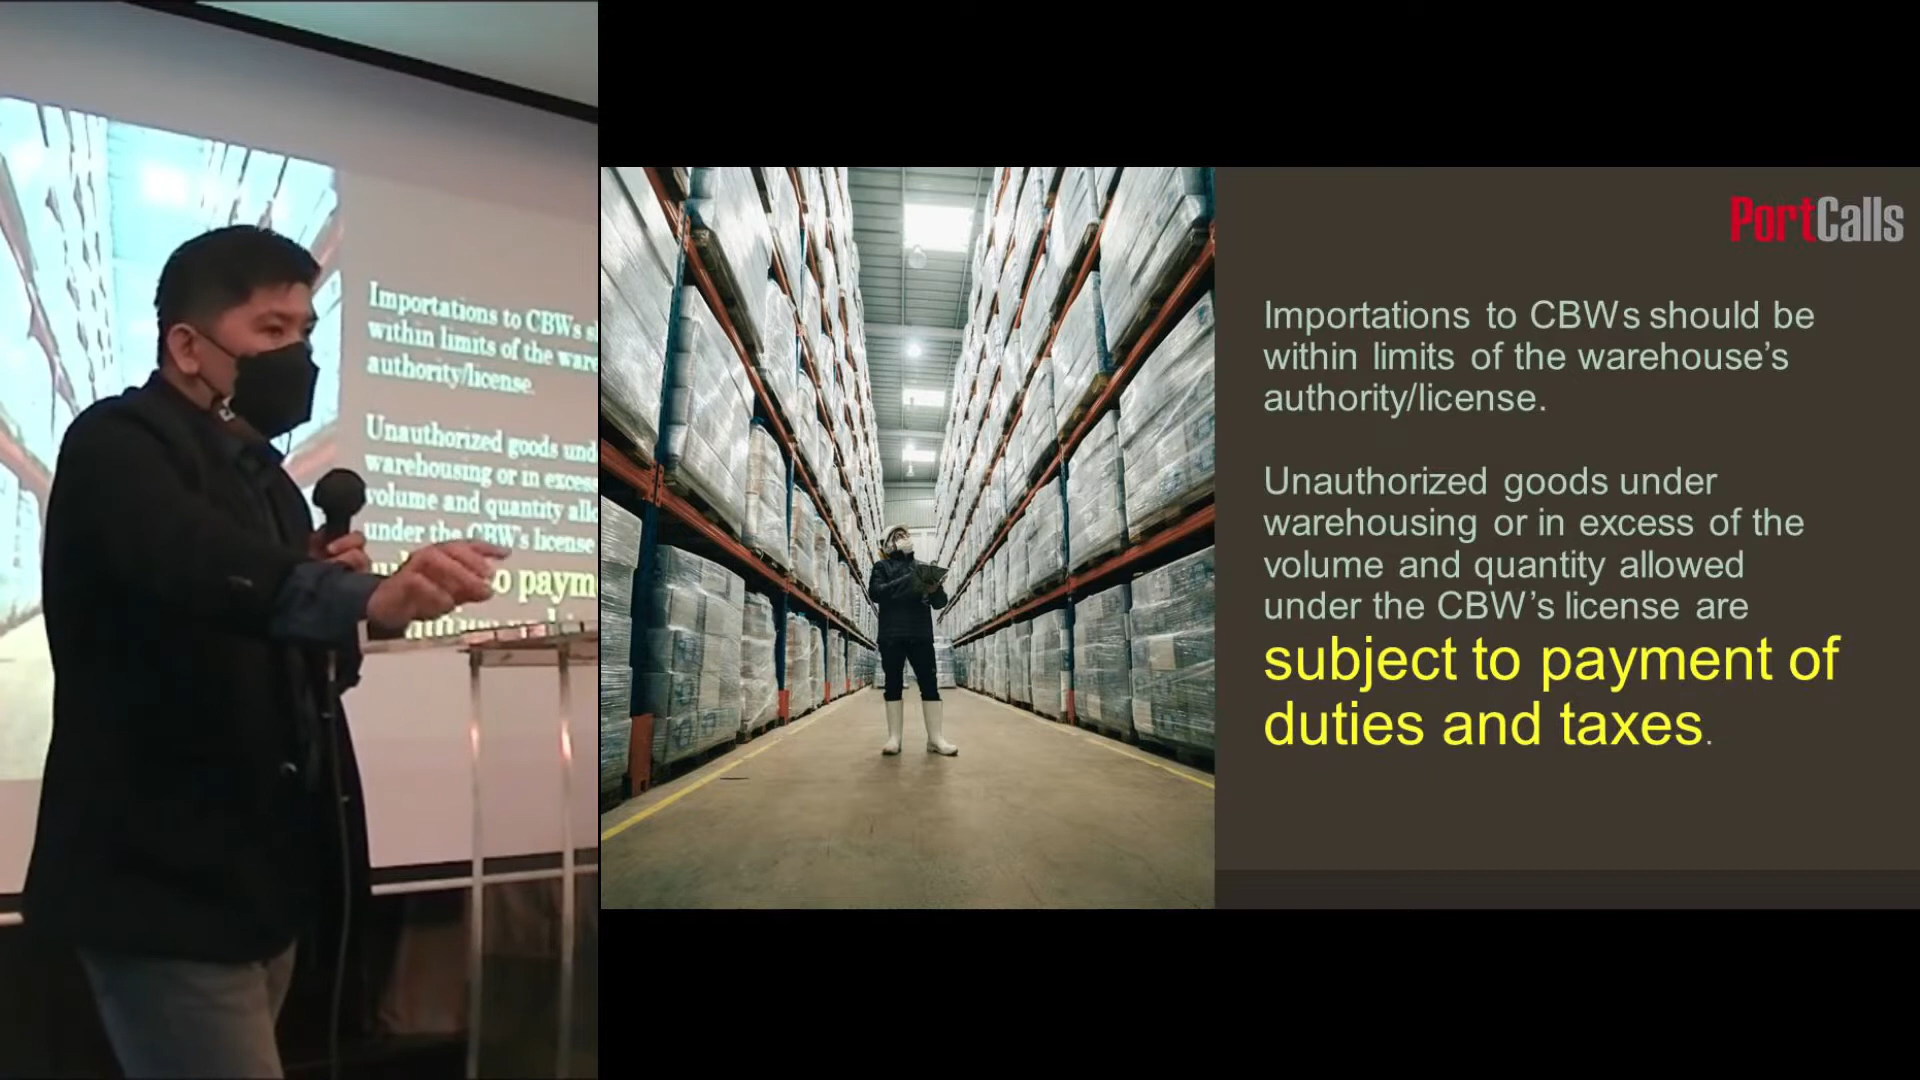 Importations to CBWs
within limits of the
authority/license.
Unauthorized goods
warehousing or in excess
volume and quantity
under the CBW's license
to
PortCalls
Importations to CBWs should be
within limits of the warehouse’s
authority/license.
Unauthorized goods under
warehousing or in excess of the
volume and quantity allowed
under the CBW’s license are
subject to payment of
duties and taxes.